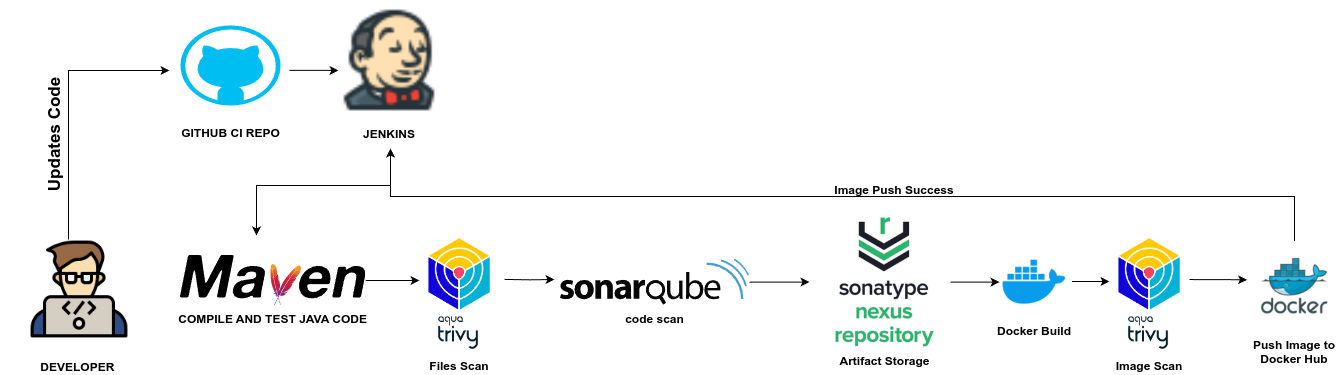 Updates Code
GITHUB CI REPO
JENKINS
Image Push Success
Maven
COMPILE AND TEST JAVA CODE
aqua
trivy
Files Scan
sonarqube
code scan
r
sonatype
nexus
repository
Artifact Storage
Docker Build
aqua
trivy
Image Scan
docker
Push Image to
Docker Hub
</>
DEVELOPER